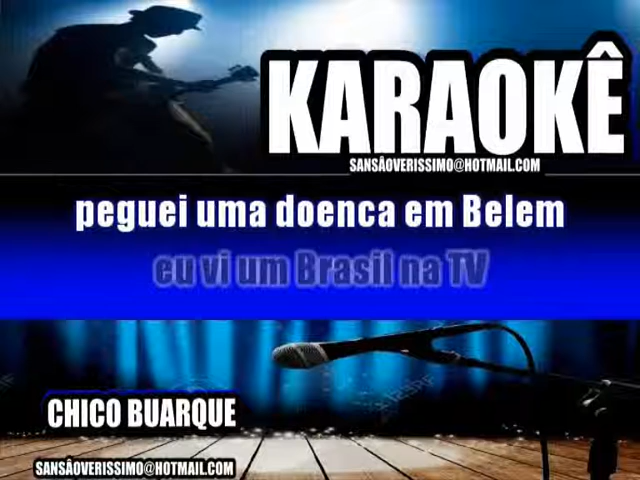 KARAOKÊ
SANSÃOVERISSIMO@HOTMAIL.COM
peguei uma doenca em Belem
eu vi um Brasil na TV
CHICO BUARQUE
SANSÃOVERISSIMO@HOTMAIL.COM